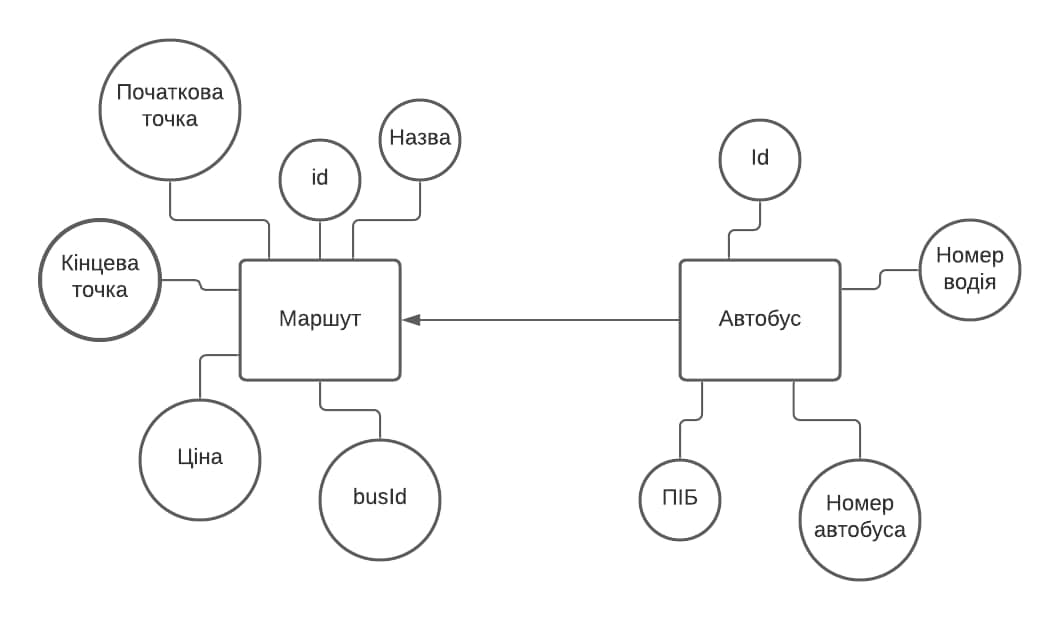 Початкова
точка
id
Назва
Id
Кінцева
точка
Номер
водія
Маршут
Автобус
Ціна
busId
ПІБ
Номер
автобуса